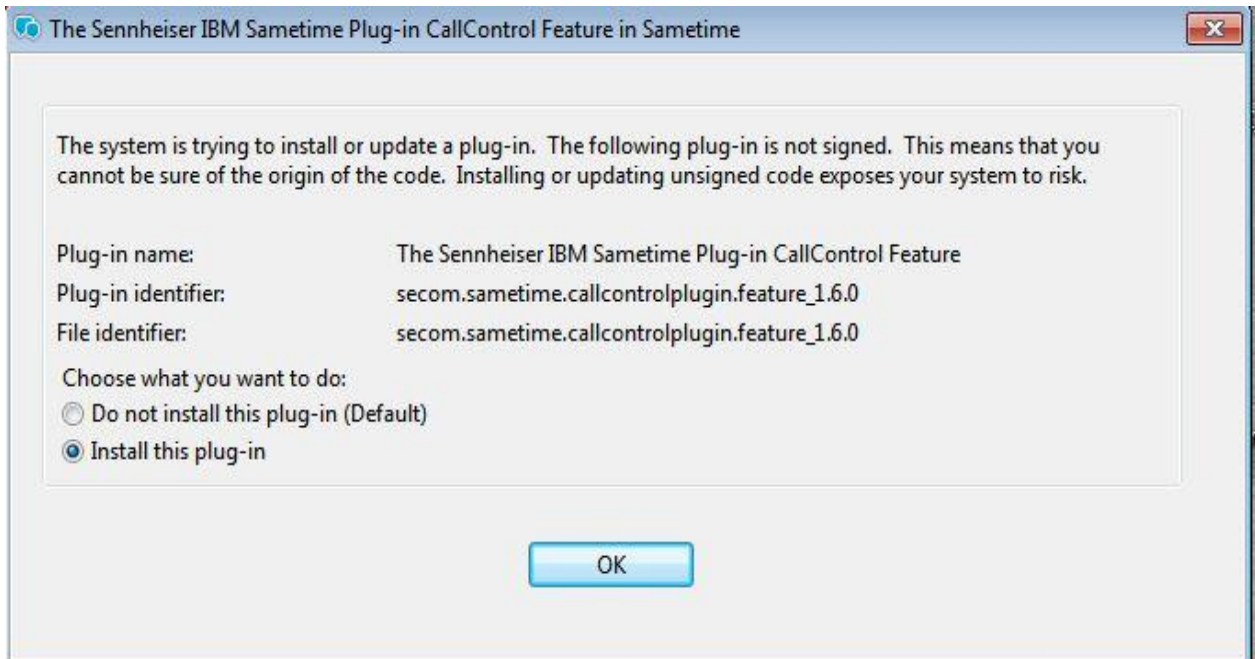 The Sennheiser IBM Sametime Plug-in CallControl Feature in Sametime
The system is trying to install or update a plug-in. The following plug-in is not signed. This means that you
cannot be sure of the origin of the code. Installing or updating unsigned code exposes your system to risk.
Plug-in name: The Sennheiser IBM Sametime Plug-in CallControl Feature
Plug-in identifier: secom.sametime.callcontrolplugin.feature_1.6.0
File identifier: secom.sametime.callcontrolplugin.feature_1.6.0
Choose what you want to do:
Do not install this plug-in (Default)
Install this plug-in
OK